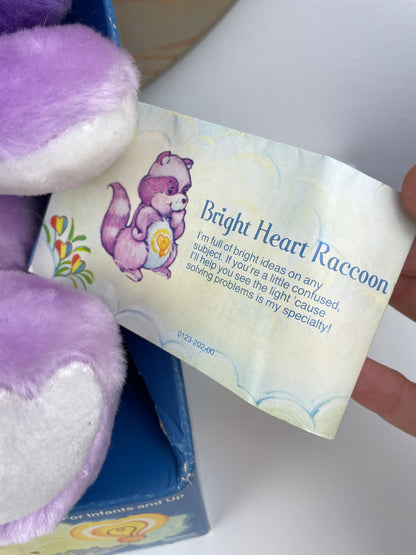 Bright Heart Raccoon
I'm full of bright ideas on any
subject. If you're a little confused,
I'll help you see the light 'cause
solving problems is my specialty!
0123-202-00
For Infants and Up